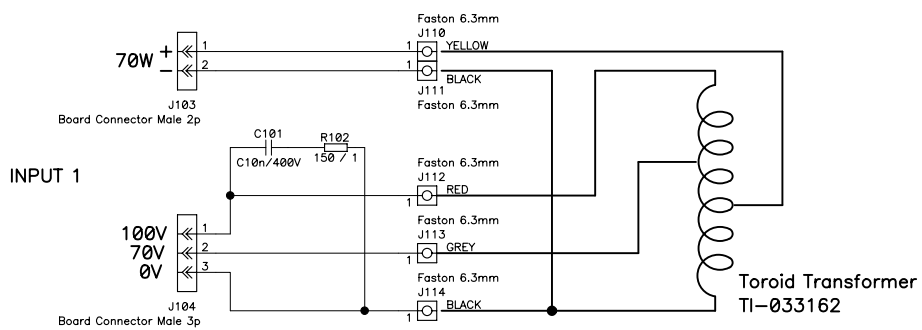 Faston 6.3mm
J110
1 YELLOW
+ 1
70W
- 2
1 BLACK
J111
Faston 6.3mm
J103
Board Connector Male 2p
C101
R102
C10n/400V
150 / 1
Faston 6.3mm
J112
INPUT 1
RED
1
Faston 6.3mm
J113
100V 1
70V 2
GREY
1
0V 3
Faston 6.3mm
J114
BLACK
1
Toroid Transformer
TI-033162
J104
Board Connector Male 3p